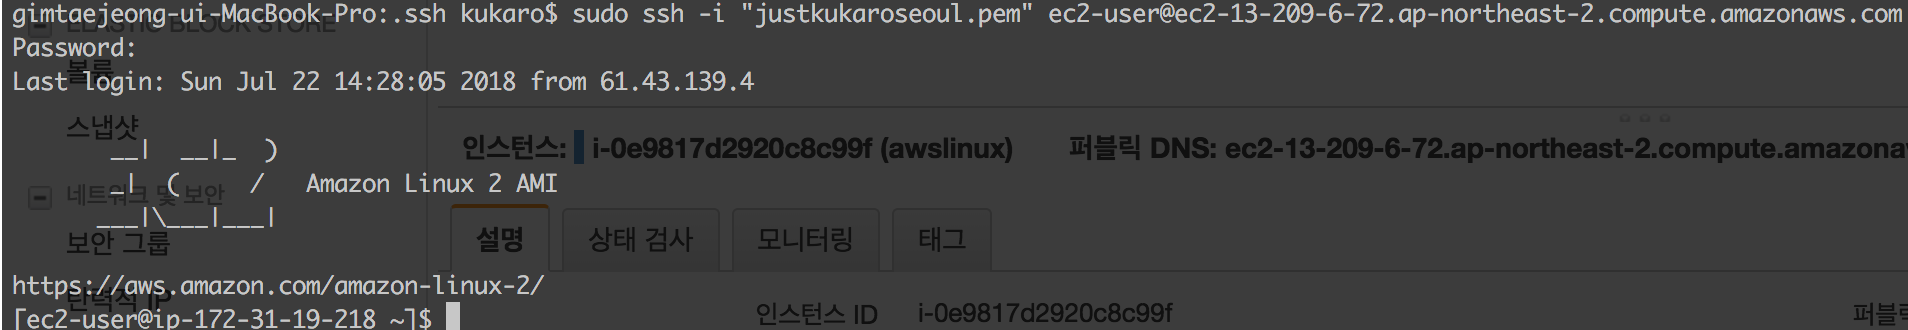 gimtaejeong-ui-MacBook-Pro:.ssh kukaro$ sudo ssh -i "justkukaroseoul.pem" ec2-user@ec2-13-209-6-72.ap-northeast-2.compute.amazonaws.com
ELASTIC BLOCK STORE
Password:
볼륨
Last login: Sun Jul 22 14:28:05 2018 from 61.43.139.4
스냅샷
인스턴스: i-0e9817d2920c8c99f (awslinux) 퍼블릭 DNS: ec2-13-209-6-72.ap-northeast-2.compute.amazonav
__|  __|_  )
_|  (     /   Amazon Linux 2 AMI
네트워크 및 보안
___|\___|___|
보안 그룹
설명 상태 검사 모니터링 태그
https://aws.amazon.com/amazon-linux-2/
탄력적 IP
인스턴스 ID i-0e9817d2920c8c99f 퍼블릭
[ec2-user@ip-172-31-19-218 ~]$